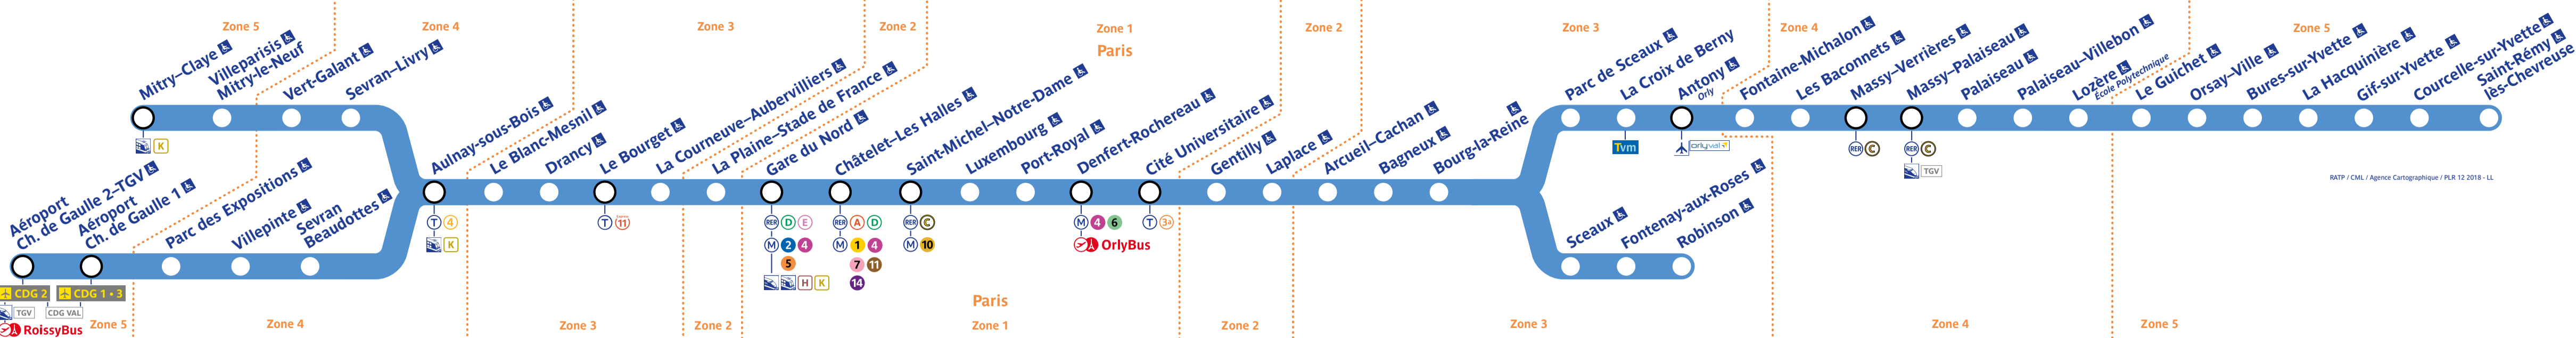 Zone 5
Zone 4
Zone 3
Zone 2
Zone 1
Paris
Zone 2
Zone 3
Zone 4
Zone 5
Mitry–Claye
Villeparisis
Mitry-le-Neuf
Vert-Galant
Sevran–Livry
K
Aéroport
Ch. de Gaulle 2–TGV
Aéroport
Ch. de Gaulle 1
Parc des Expositions
Villepinte
Sevran
Beaudottes
CDG 2
CDG 1 • 3
TGV
CDG VAL
RoissyBus
Aulnay-sous-Bois
T 4
K
Le Blanc-Mesnil
Drancy
Le Bourget
T 11
La Courneuve–Aubervilliers
La Plaine–Stade de France
Gare du Nord
RER D E
M 2 4
5
H K
Châtelet–Les Halles
RER A D
M 1 4
7 11
14
Saint-Michel–Notre-Dame
RER C
M 10
Luxembourg
Port-Royal
Denfert-Rochereau
M 4 6
OrlyBus
Cité Universitaire
T 3a
Gentilly
Laplace
Arcueil–Cachan
Bagneux
Bourg-la-Reine
Parc de Sceaux
La Croix de Berny
Tvm
Antony
Orly
orlyval
Fontaine-Michalon
Les Baconnets
Massy–Verrières
RER C
Massy–Palaiseau
RER C
TGV
Palaiseau
Palaiseau–Villebon
Lozère
École Polytechnique
Le Guichet
Orsay–Ville
Bures-sur-Yvette
La Hacquinière
Gif-sur-Yvette
Courcelle-sur-Yvette
Saint-Rémy
lès-Chevreuse
Sceaux
Fontenay-aux-Roses
Robinson
RATP / CML / Agence Cartographique / PLR 12 2018 - LL
Zone 5
Zone 4
Zone 3
Zone 2
Paris
Zone 1
Zone 2
Zone 3
Zone 4
Zone 5